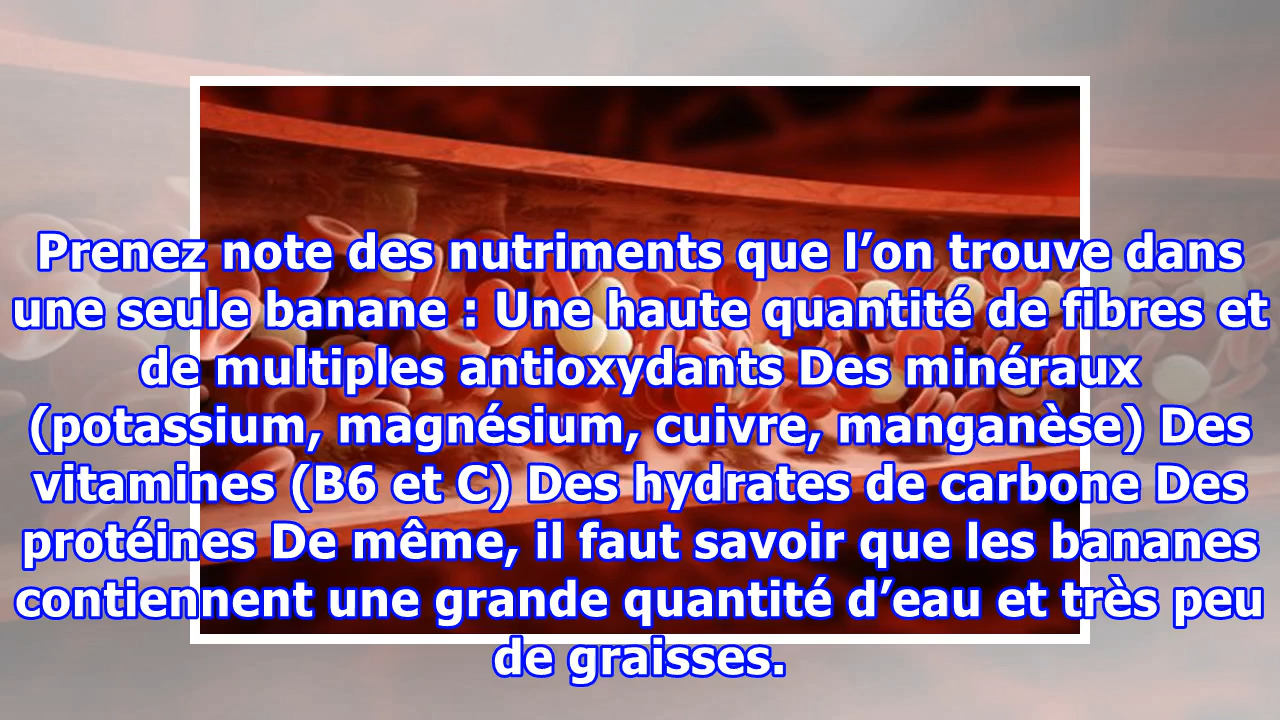 Prenez note des nutriments que l’on trouve dans
une seule banane : Une haute quantité de fibres et
de multiples antioxydants Des minéraux
(potassium, magnésium, cuivre, manganèse) Des
vitamines (B6 et C) Des hydrates de carbone Des
protéines De même, il faut savoir que les bananes
contiennent une grande quantité d’eau et très peu
de graisses.